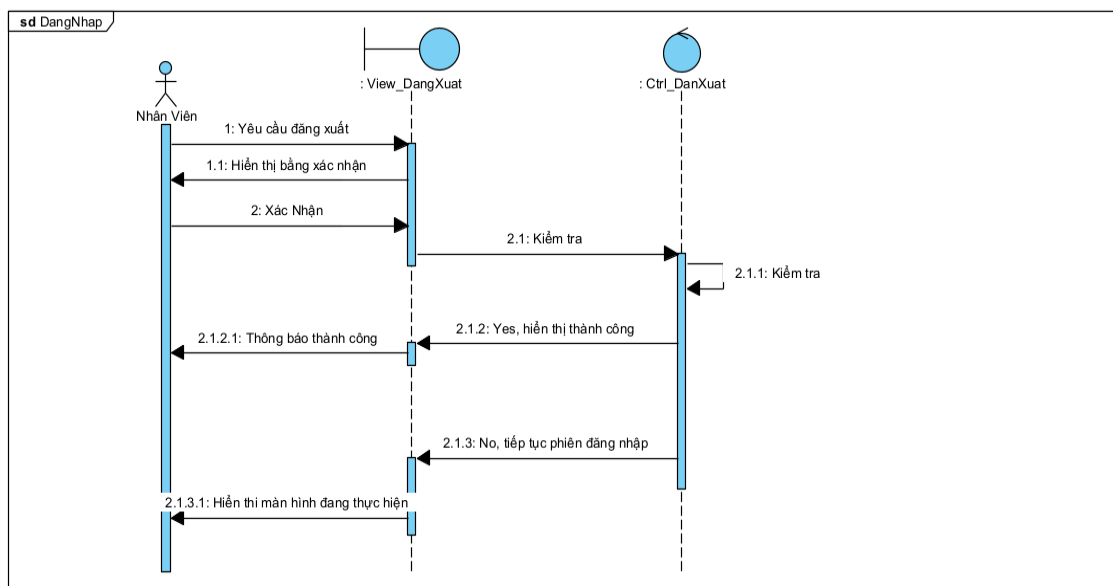 sd DangNhap
: View_DangXuat
: Ctrl_DanXuat
Nhân Viên
1: Yêu cầu đăng xuất
1.1: Hiển thị bằng xác nhận
2: Xác Nhận
2.1: Kiểm tra
2.1.1: Kiểm tra
2.1.2: Yes, hiển thị thành công
2.1.2.1: Thông báo thành công
2.1.3: No, tiếp tục phiên đăng nhập
2.1.3.1: Hiển thi màn hình đang thực hiện